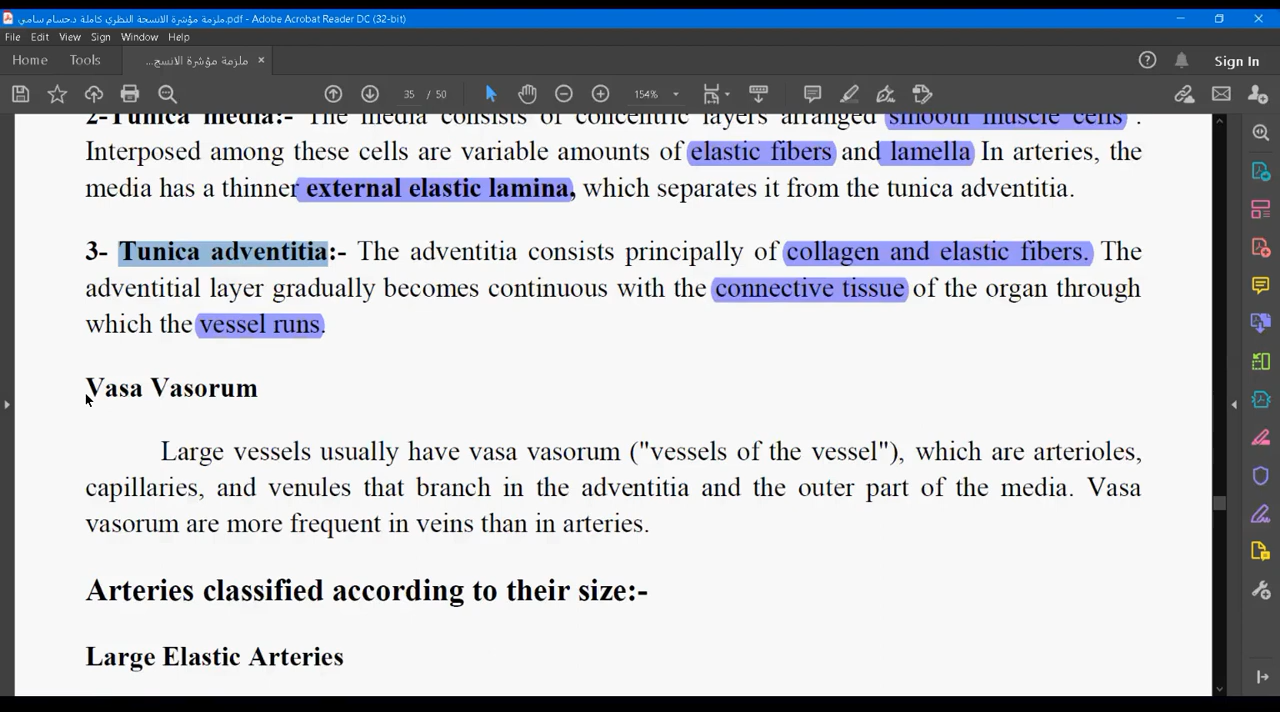 ملزمة مؤشرة الانسجة النظري كاملة د.حسام سامي.pdf - Adobe Acrobat Reader DC (32-bit)
File Edit View Sign Window Help
Home Tools ملزمة مؤشرة الانسج... × Sign In
35 / 50 154%
2-Tunica media:- The media consists of concentric layers arranged smooth muscle cells .
Interposed among these cells are variable amounts of elastic fibers and lamella In arteries, the
media has a thinner external elastic lamina, which separates it from the tunica adventitia.
3- Tunica adventitia:- The adventitia consists principally of collagen and elastic fibers. The
adventitial layer gradually becomes continuous with the connective tissue of the organ through
which the vessel runs.
Vasa Vasorum
Large vessels usually have vasa vasorum ("vessels of the vessel"), which are arterioles,
capillaries, and venules that branch in the adventitia and the outer part of the media. Vasa
vasorum are more frequent in veins than in arteries.
Arteries classified according to their size:-
Large Elastic Arteries